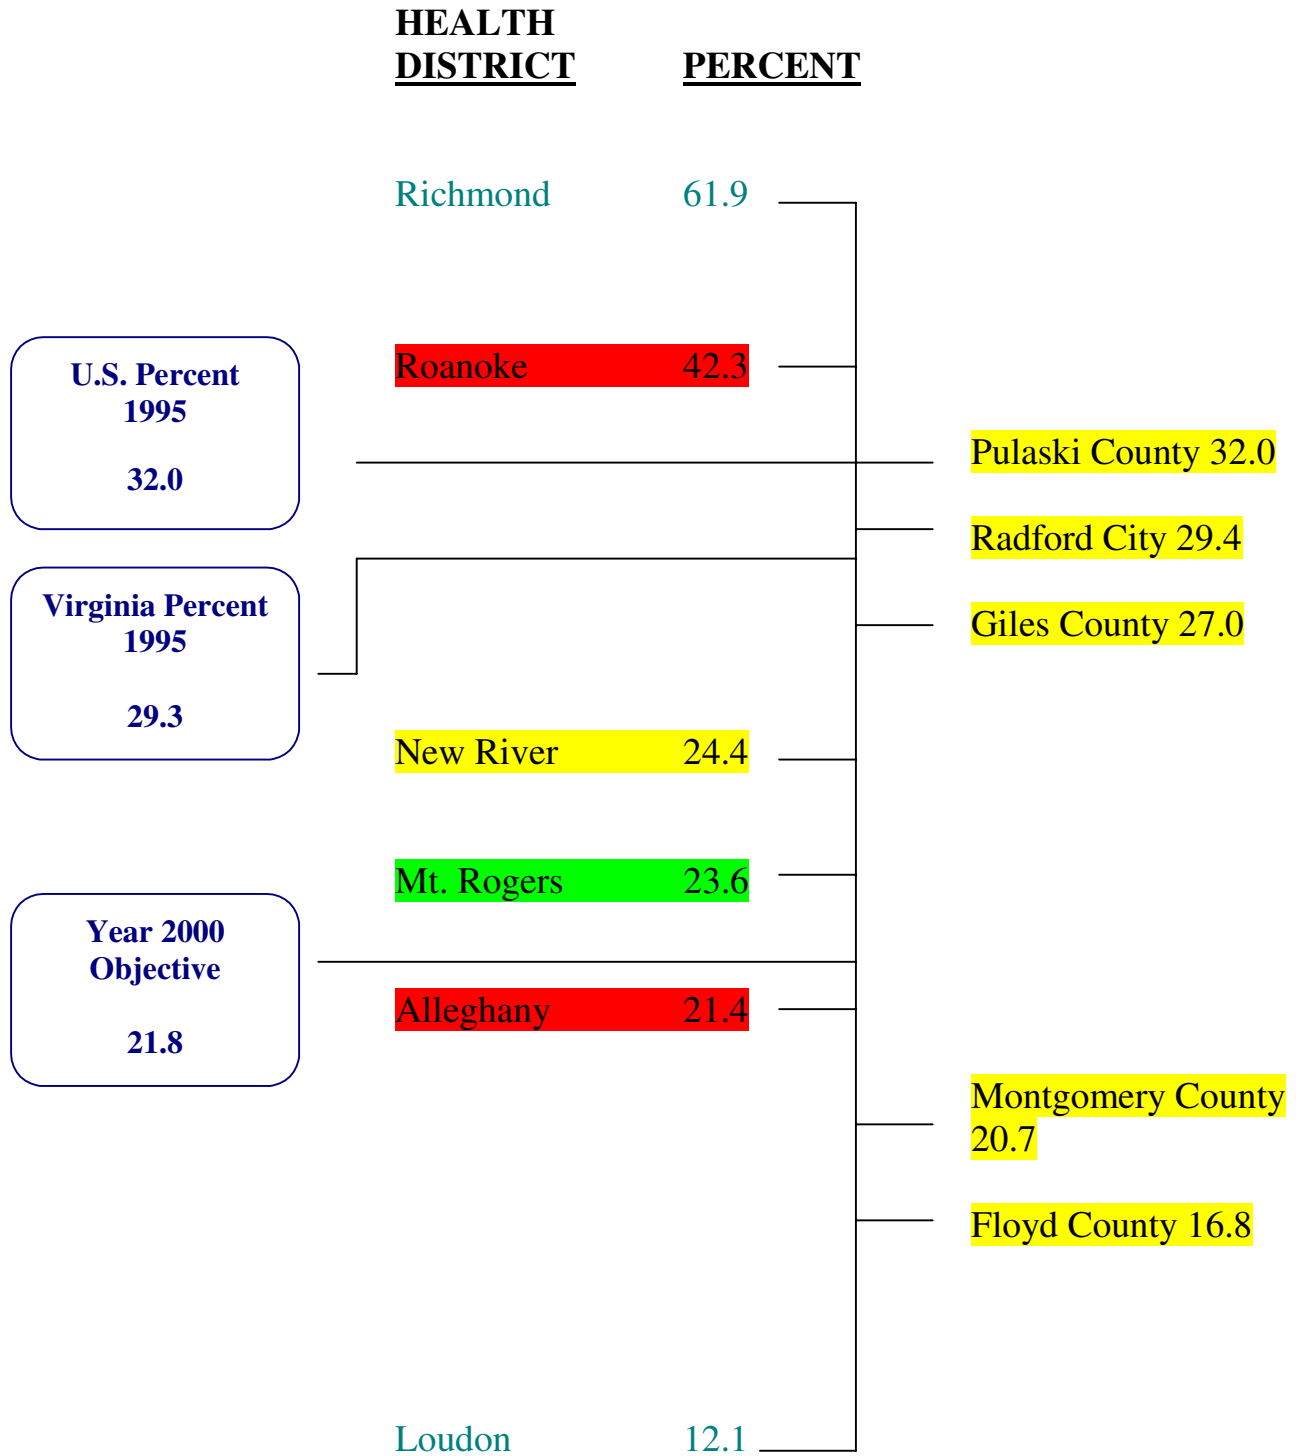 HEALTH
DISTRICT PERCENT
Richmond 61.9
Roanoke 42.3
U.S. Percent
1995
32.0
Pulaski County 32.0
Radford City 29.4
Virginia Percent
1995
29.3
Giles County 27.0
New River 24.4
Mt. Rogers 23.6
Year 2000
Objective
21.8
Alleghany 21.4
Montgomery County
20.7
Floyd County 16.8
Loudon 12.1